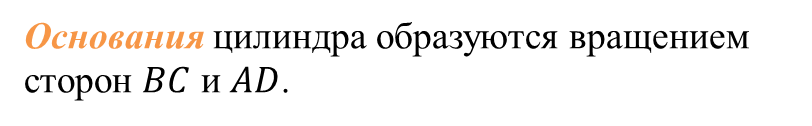 Основания цилиндра образуются вращением
сторон BC и AD.